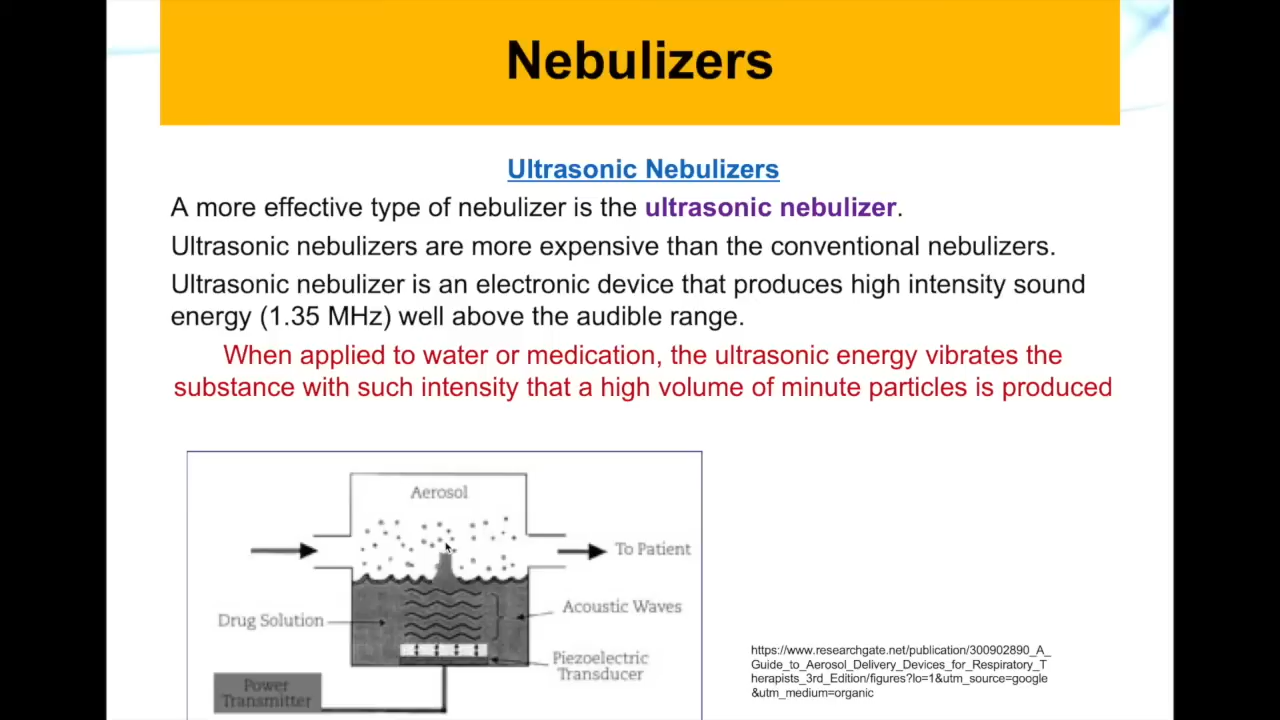 Nebulizers
Ultrasonic Nebulizers
A more effective type of nebulizer is the ultrasonic nebulizer.
Ultrasonic nebulizers are more expensive than the conventional nebulizers.
Ultrasonic nebulizer is an electronic device that produces high intensity sound
energy (1.35 MHz) well above the audible range.
When applied to water or medication, the ultrasonic energy vibrates the
substance with such intensity that a high volume of minute particles is produced
Aerosol
To Patient
Acoustic Waves
Drug Solution
Piezoelectric
Transducer
Power
Transmitter
https://www.researchgate.net/publication/300902890_A_
Guide_to_Aerosol_Delivery_Devices_for_Respiratory_T
herapists_3rd_Edition/figures?lo=1&utm_source=google
&utm_medium=organic